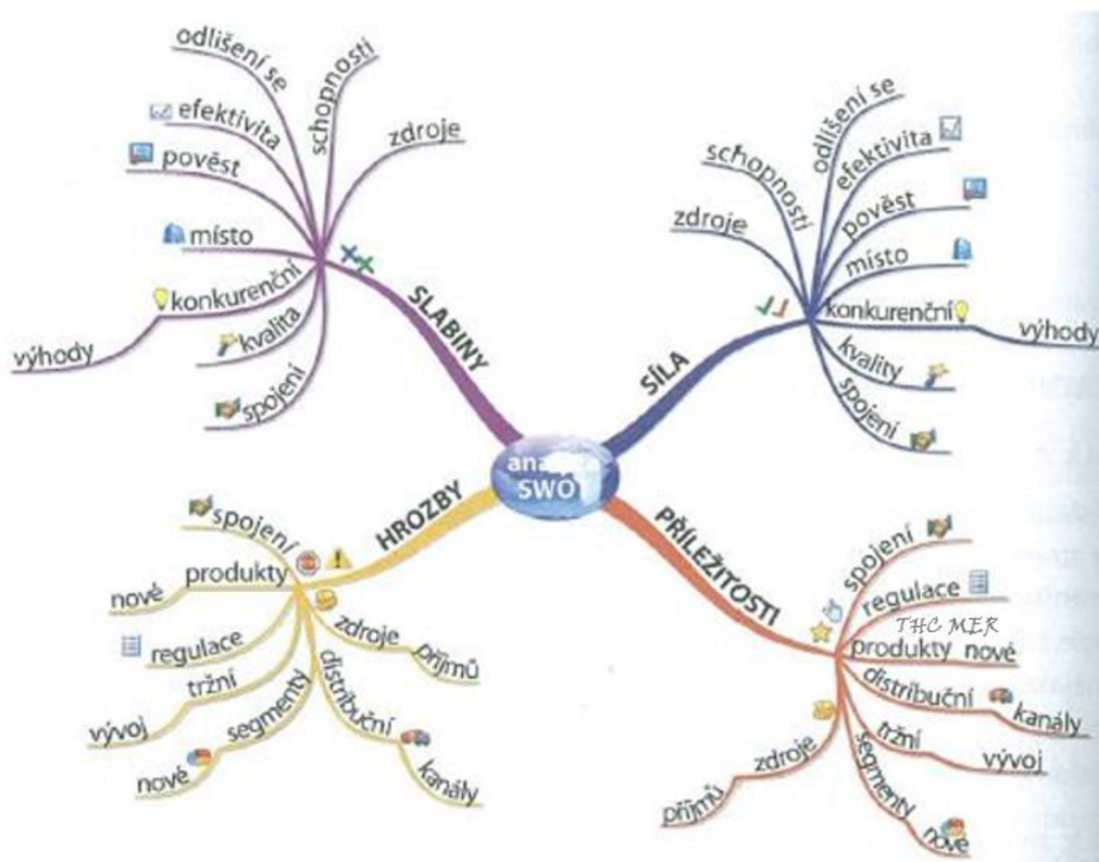 analýza
SWOT
SLABINY
odlišení se
schopnosti
efektivita
zdroje
pověst
místo
konkurenční
výhody
kvalita
spojení
SÍLA
odlišení se
schopnosti
efektivita
zdroje
pověst
místo
konkurenční
výhody
kvality
spojení
HROZBY
spojení
produkty
nové
regulace
tržní
vývoj
segmenty
nové
distribuční
kanály
zdroje
příjmů
PŘÍLEŽITOSTI
spojení
regulace
THC MER
produkty nové
distribuční
kanály
tržní
vývoj
segmenty
nové
zdroje
příjmů